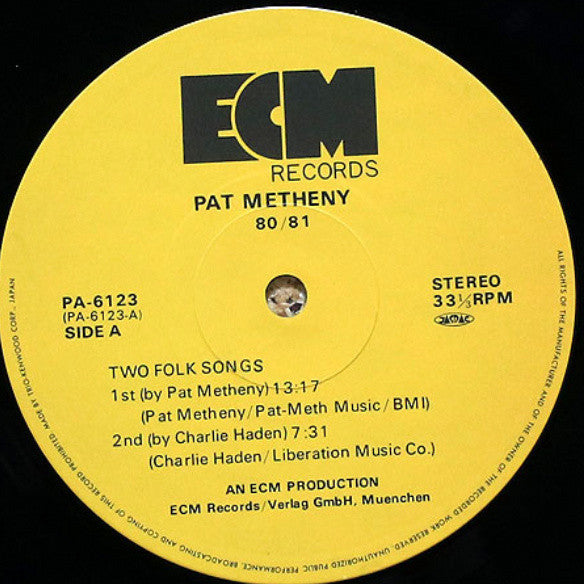 ECM
RECORDS
PAT METHENY
80/81
PA-6123
(PA-6123-A)
SIDE A
STEREO
33 1/3 RPM
JASRAC
TWO FOLK SONGS
1st (by Pat Metheny) 13:17
(Pat Metheny/Pat-Meth Music/BMI)
2nd (by Charlie Haden) 7:31
(Charlie Haden/Liberation Music Co.)
AN ECM PRODUCTION
ECM Records/Verlag GmbH, Muenchen
ALL RIGHTS OF THE MANUFACTURER AND OF THE OWNER OF THE RECORDED WORK RESERVED. UNAUTHORIZED PUBLIC PERFORMANCE, BROADCASTING AND COPYING OF THIS RECORD PROHIBITED MADE BY TRIO-KENWOOD CORP., JAPAN